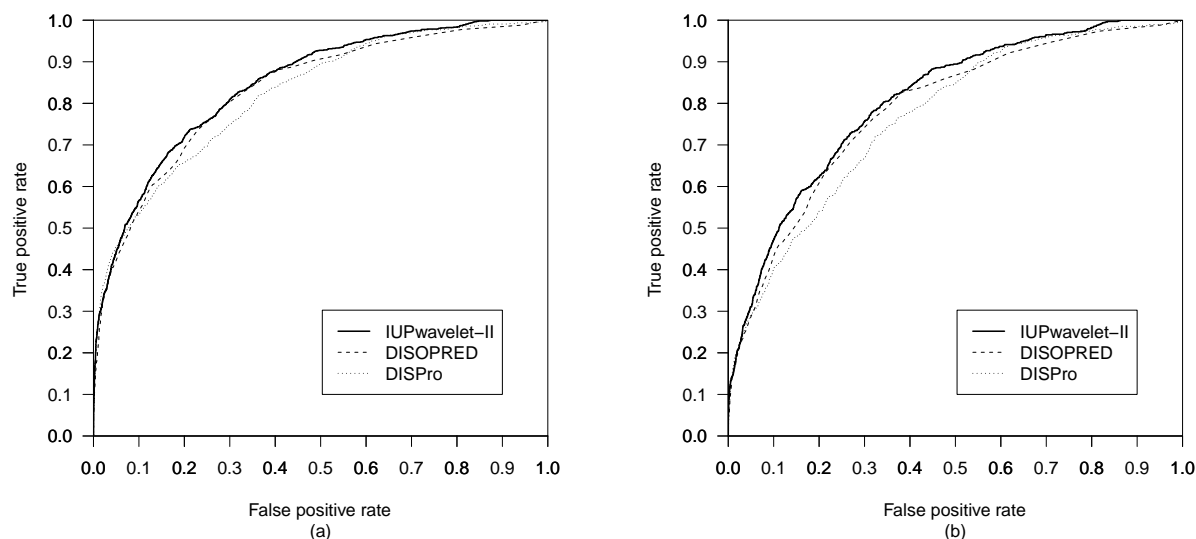 1.0
0.9
0.8
0.7
0.6
0.5
0.4
0.3
0.2
0.1
0.0
True positive rate
IUPwavelet−II
DISOPRED
DISPro
0.0 0.1 0.2 0.3 0.4 0.5 0.6 0.7 0.8 0.9 1.0
False positive rate
(a)
1.0
0.9
0.8
0.7
0.6
0.5
0.4
0.3
0.2
0.1
0.0
True positive rate
IUPwavelet−II
DISOPRED
DISPro
0.0 0.1 0.2 0.3 0.4 0.5 0.6 0.7 0.8 0.9 1.0
False positive rate
(b)